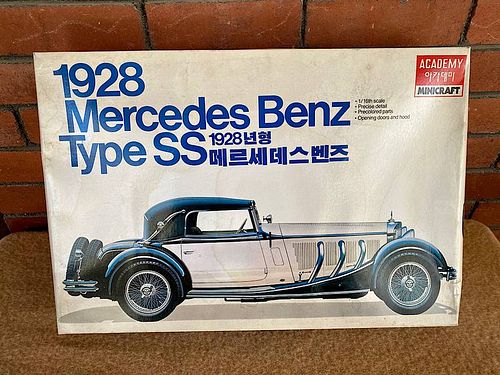 1928
Mercedes Benz
Type SS
1928년형
메르세데스벤즈
• 1/16th scale
• Precise detail
• Precolored parts
• Opening doors and hood
ACADEMY
아카데미
MINICRAFT